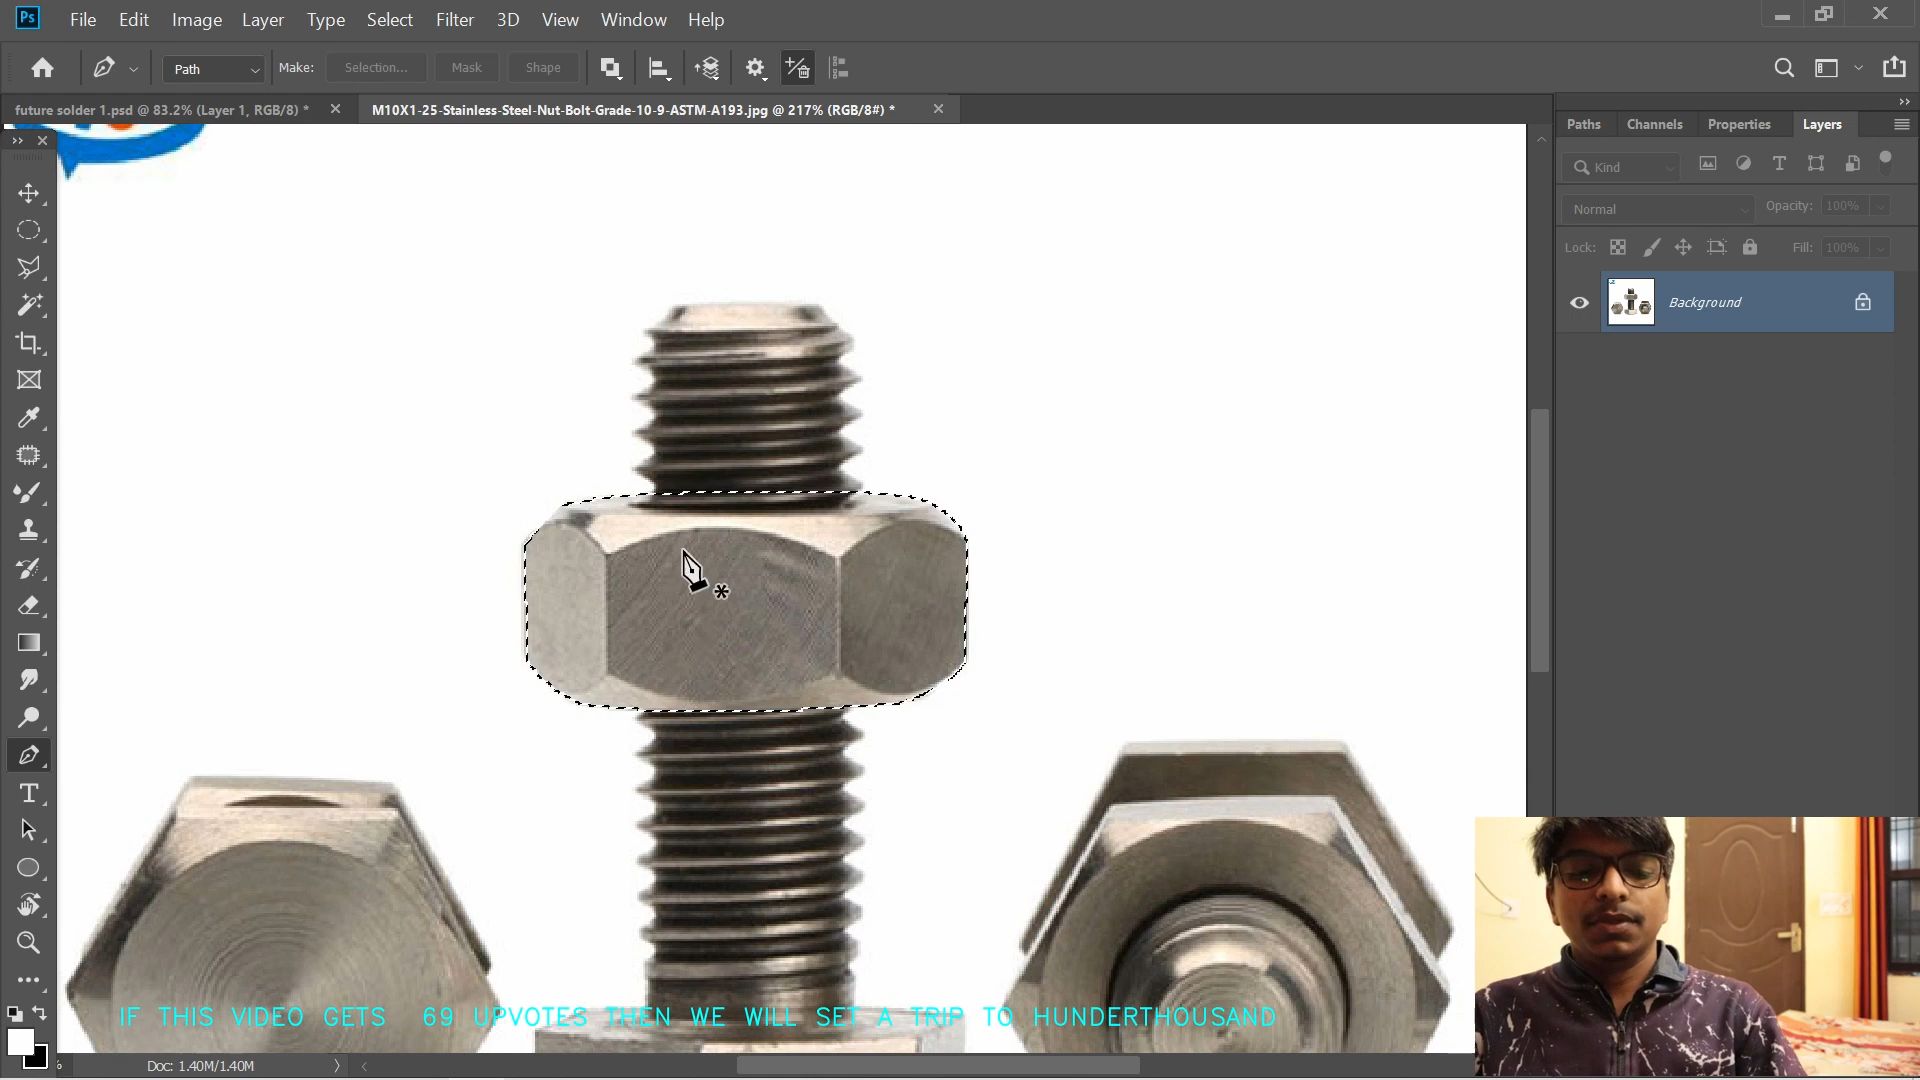 Ps File Edit Image Layer Type Select Filter 3D View Window Help
Path Make: Selection... Mask Shape
future solder 1.psd @ 83.2% (Layer 1, RGB/8) *
M10X1-25-Stainless-Steel-Nut-Bolt-Grade-10-9-ASTM-A193.jpg @ 217% (RGB/8#) *
Paths Channels Properties Layers
Kind
Normal Opacity: 100%
Lock: Fill: 100%
Background
IF THIS VIDEO GETS 69 UPVOTES THEN WE WILL SET A TRIP TO HUNDERTHOUSAND
% Doc: 1.40M/1.40M